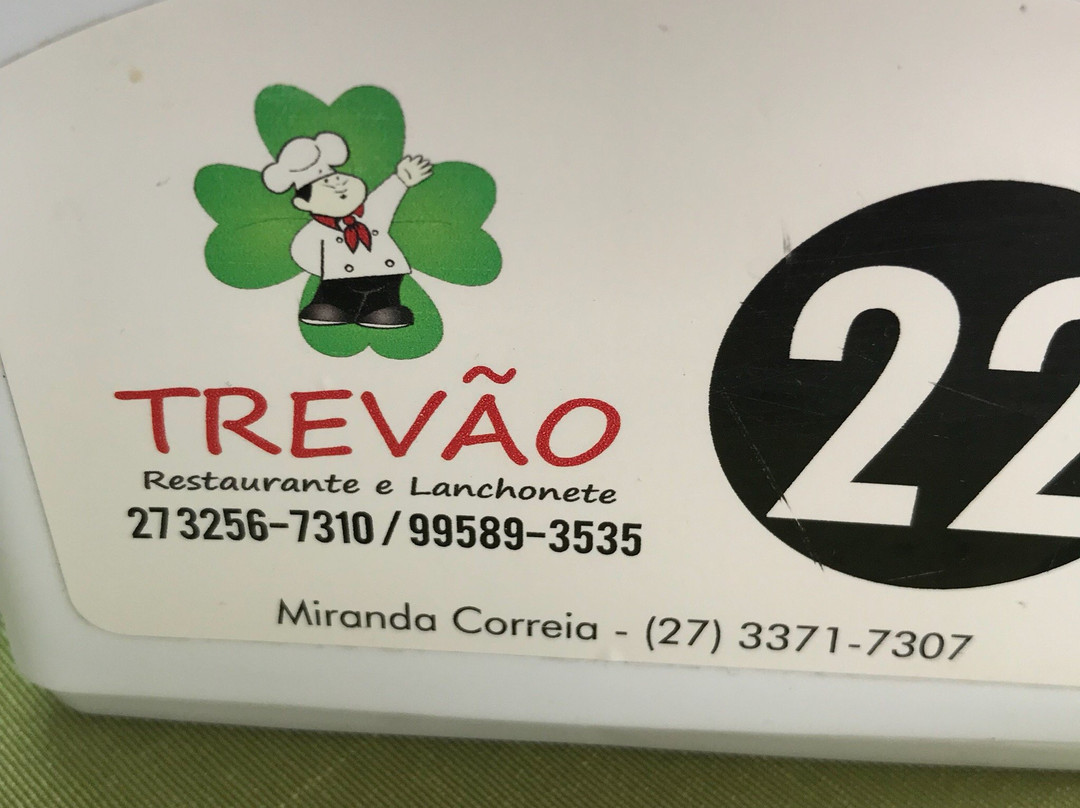 TREVÃO
Restaurante e Lanchonete
27 3256-7310 / 99589-3535
Miranda Correia - (27) 3371-7307
22